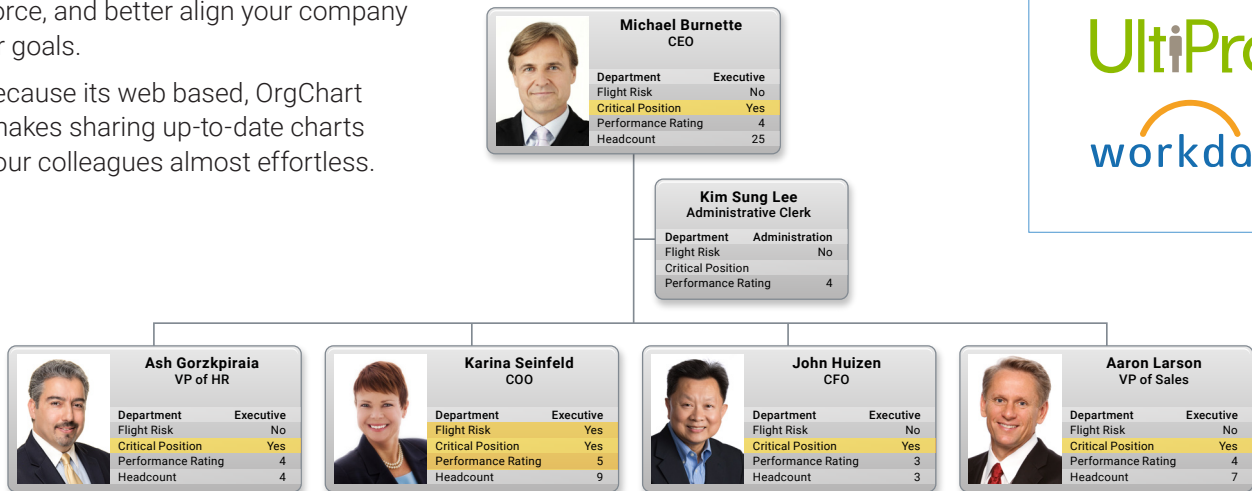 orce, and better align your company
r goals.
ecause its web based, OrgChart
makes sharing up-to-date charts
our colleagues almost effortless.
UltiPro
workda
Michael Burnette
CEO
Department Executive
Flight Risk No
Critical Position Yes
Performance Rating 4
Headcount 25
Kim Sung Lee
Administrative Clerk
Department Administration
Flight Risk No
Critical Position
Performance Rating 4
Ash Gorzkpiraia
VP of HR
Department Executive
Flight Risk No
Critical Position Yes
Performance Rating 4
Headcount 4
Karina Seinfeld
COO
Department Executive
Flight Risk Yes
Critical Position Yes
Performance Rating 5
Headcount 9
John Huizen
CFO
Department Executive
Flight Risk No
Critical Position Yes
Performance Rating 3
Headcount 3
Aaron Larson
VP of Sales
Department Executive
Flight Risk No
Critical Position Yes
Performance Rating 4
Headcount 7